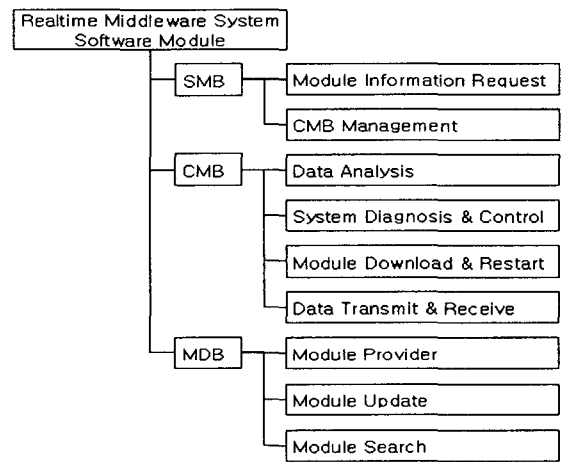 Realtime Middleware System
Software Module
SMB
Module Information Request
CMB Management
CMB
Data Analysis
System Diagnosis & Control
Module Download & Restart
Data Transmit & Receive
MDB
Module Provider
Module Update
Module Search